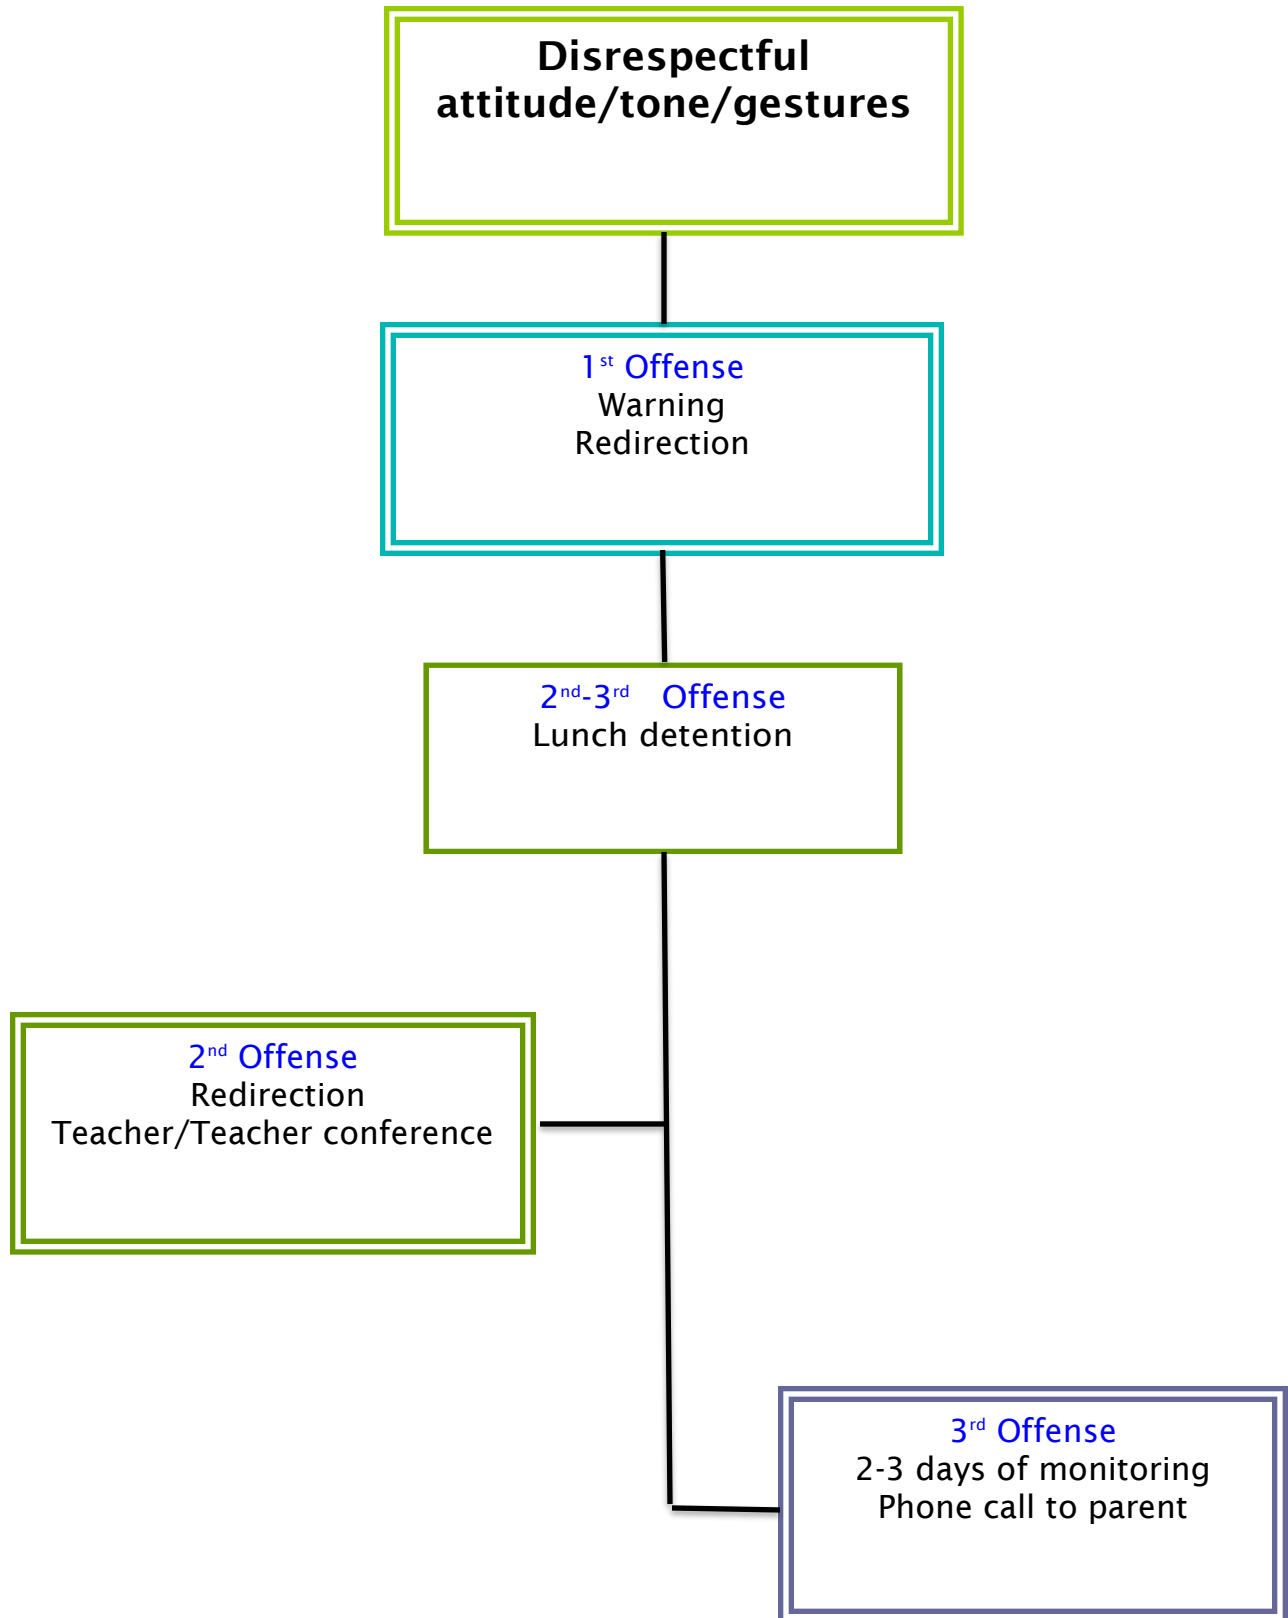 Disrespectful
attitude/tone/gestures
1st Offense
Warning
Redirection
2nd-3rd Offense
Lunch detention
2nd Offense
Redirection
Teacher/Teacher conference
3rd Offense
2-3 days of monitoring
Phone call to parent